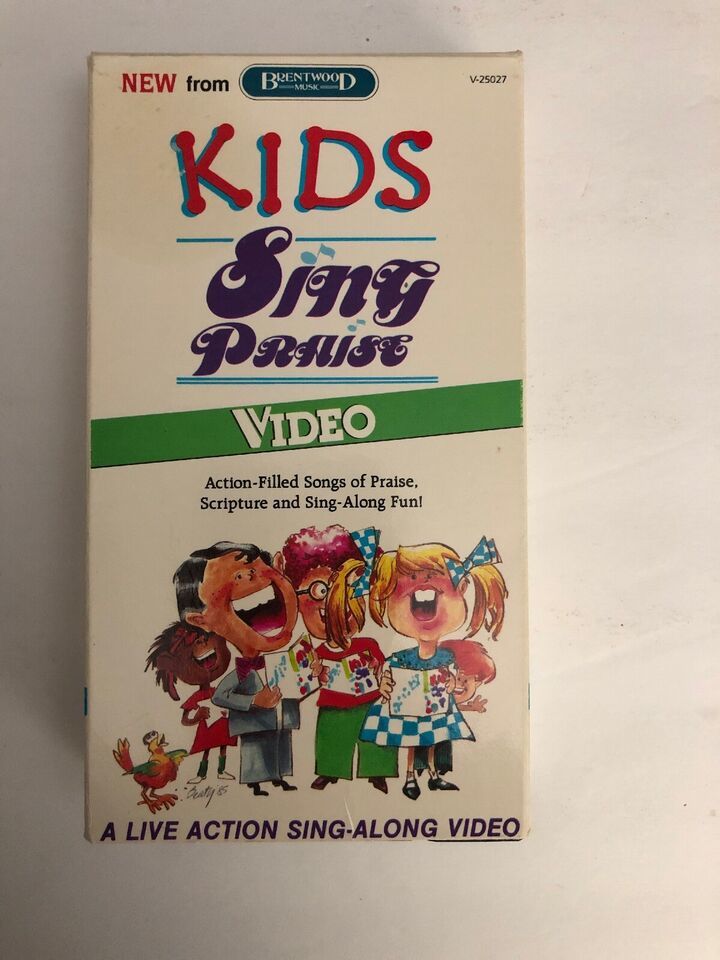 NEW from BRENTWOOD MUSIC V-25027
KIDS
Sing
PRAISE
VIDEO
Action-Filled Songs of Praise,
Scripture and Sing-Along Fun!
A LIVE ACTION SING-ALONG VIDEO